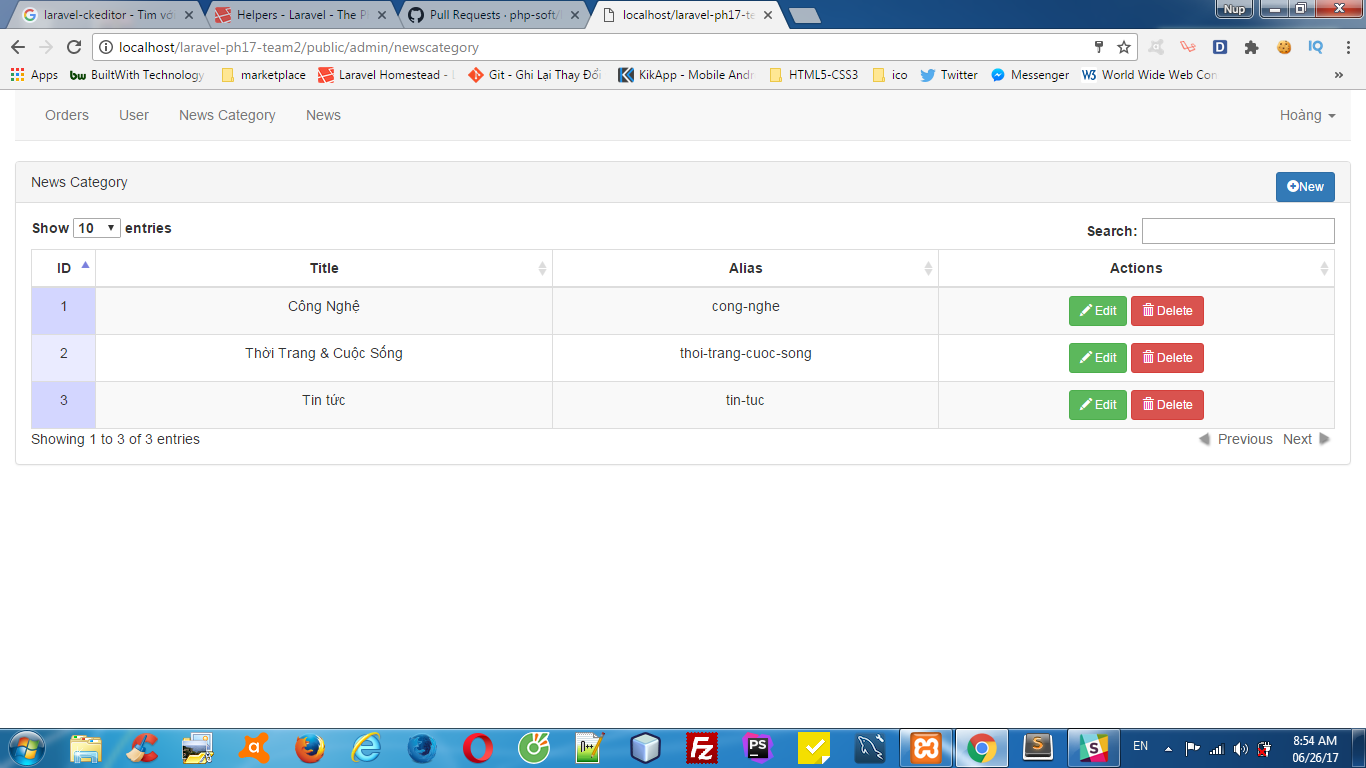 laravel-ckeditor - Tìm vớ
Helpers - Laravel - The P
Pull Requests · php-soft/
localhost/laravel-ph17-te
Nup
localhost/laravel-ph17-team2/public/admin/newscategory
Apps
BuiltWith Technology
marketplace
Laravel Homestead - L
Git - Ghi Lại Thay Đổi
KikApp - Mobile Andr
HTML5-CSS3
ico
Twitter
Messenger
World Wide Web Con
»
Orders
User
News Category
News
Hoàng
News Category
New
Show 10 entries
Search:
ID Title Alias Actions
1 Công Nghệ cong-nghe Edit Delete
2 Thời Trang & Cuộc Sống thoi-trang-cuoc-song Edit Delete
3 Tin tức tin-tuc Edit Delete
Showing 1 to 3 of 3 entries
Previous Next
EN
8:54 AM
06/26/17